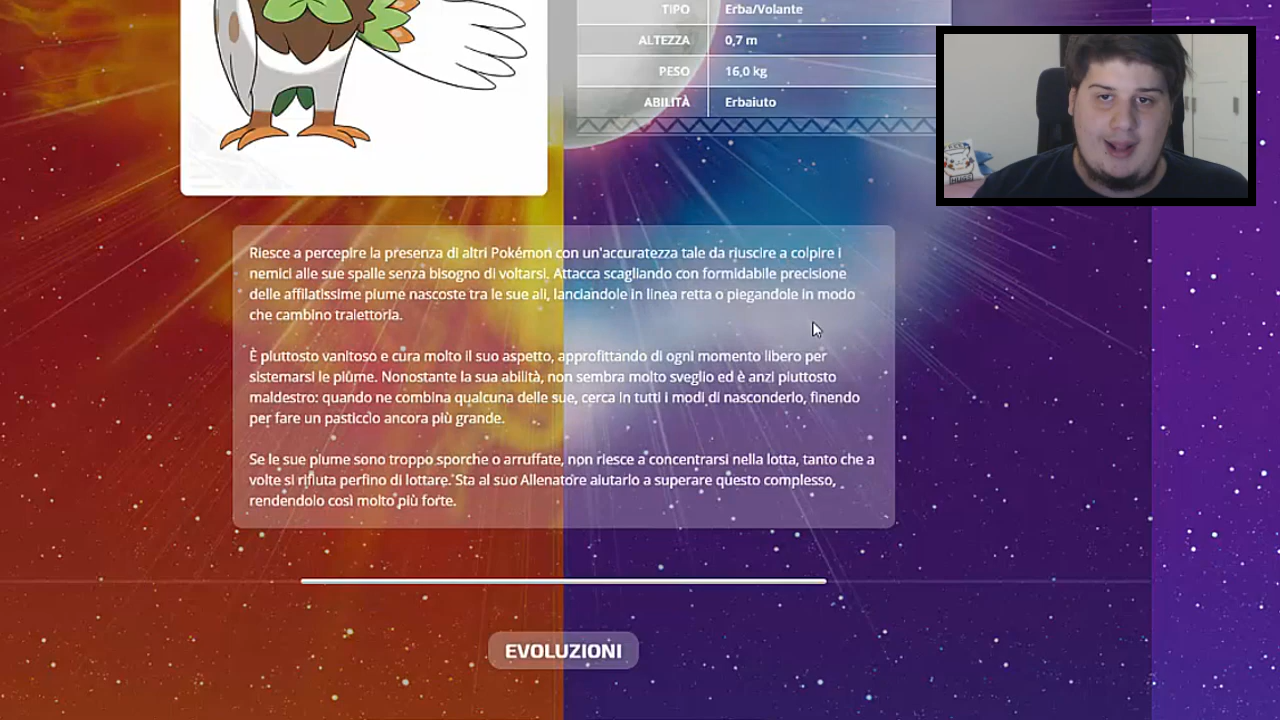 TIPO Erba/Volante
ALTEZZA 0,7 m
PESO 16,0 kg
ABILITÀ Erbaiuto
Riesce a percepire la presenza di altri Pokémon con un'accuratezza tale da riuscire a colpire i
nemici alle sue spalle senza bisogno di voltarsi. Attacca scagliando con formidabile precisione
delle affilatissime piume nascoste tra le sue ali, lanciandole in linea retta o piegandole in modo
che cambino traiettoria.
È piuttosto vanitoso e cura molto il suo aspetto, approfittando di ogni momento libero per
sistemarsi le piume. Nonostante la sua abilità, non sembra molto sveglio ed è anzi piuttosto
maldestro: quando ne combina qualcuna delle sue, cerca in tutti i modi di nasconderlo, finendo
per fare un pasticcio ancora più grande.
Se le sue piume sono troppo sporche o arruffate, non riesce a concentrarsi nella lotta, tanto che a
volte si rifiuta perfino di lottare. Sta al suo Allenatore aiutarlo a superare questo complesso,
rendendolo così molto più forte.
EVOLUZIONI